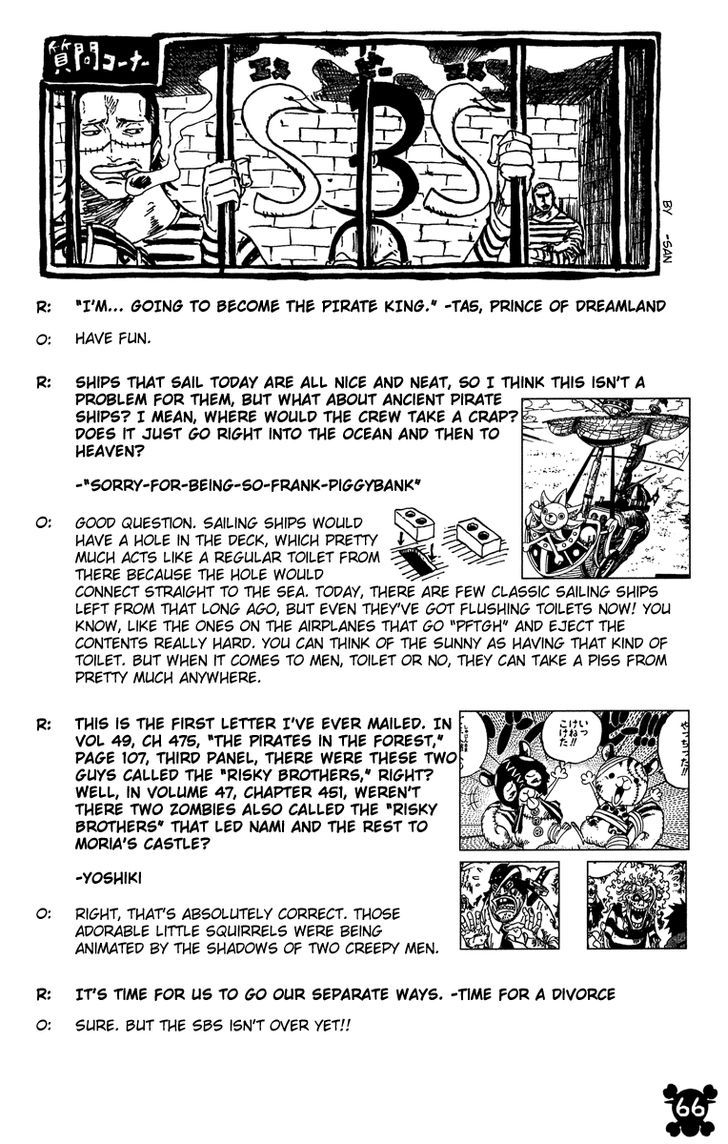 質問コーナー
エス ビー エス
SBS
BY -SAN
R: "I'M... GOING TO BECOME THE PIRATE KING." -TAS, PRINCE OF DREAMLAND
O: HAVE FUN.
R: SHIPS THAT SAIL TODAY ARE ALL NICE AND NEAT, SO I THINK THIS ISN'T A
PROBLEM FOR THEM, BUT WHAT ABOUT ANCIENT PIRATE
SHIPS? I MEAN, WHERE WOULD THE CREW TAKE A CRAP?
DOES IT JUST GO RIGHT INTO THE OCEAN AND THEN TO
HEAVEN?
-"SORRY-FOR-BEING-SO-FRANK-PIGGYBANK"
O: GOOD QUESTION. SAILING SHIPS WOULD
HAVE A HOLE IN THE DECK, WHICH PRETTY
MUCH ACTS LIKE A REGULAR TOILET FROM
THERE BECAUSE THE HOLE WOULD
CONNECT STRAIGHT TO THE SEA. TODAY, THERE ARE FEW CLASSIC SAILING SHIPS
LEFT FROM THAT LONG AGO, BUT EVEN THEY'VE GOT FLUSHING TOILETS NOW! YOU
KNOW, LIKE THE ONES ON THE AIRPLANES THAT GO "PFTGH" AND EJECT THE
CONTENTS REALLY HARD. YOU CAN THINK OF THE SUNNY AS HAVING THAT KIND OF
TOILET. BUT WHEN IT COMES TO MEN, TOILET OR NO, THEY CAN TAKE A PISS FROM
PRETTY MUCH ANYWHERE.
R: THIS IS THE FIRST LETTER I'VE EVER MAILED. IN
VOL 49, CH 475, "THE PIRATES IN THE FOREST,"
PAGE 107, THIRD PANEL, THERE WERE THESE TWO
GUYS CALLED THE "RISKY BROTHERS," RIGHT?
WELL, IN VOLUME 47, CHAPTER 451, WEREN'T
THERE TWO ZOMBIES ALSO CALLED THE "RISKY
BROTHERS" THAT LED NAMI AND THE REST TO
MORIA'S CASTLE?
-YOSHIKI
いっ
けね!
こけた!!
O: RIGHT, THAT'S ABSOLUTELY CORRECT. THOSE
ADORABLE LITTLE SQUIRRELS WERE BEING
ANIMATED BY THE SHADOWS OF TWO CREEPY MEN.
R: IT'S TIME FOR US TO GO OUR SEPARATE WAYS. -TIME FOR A DIVORCE
O: SURE. BUT THE SBS ISN'T OVER YET!!
66